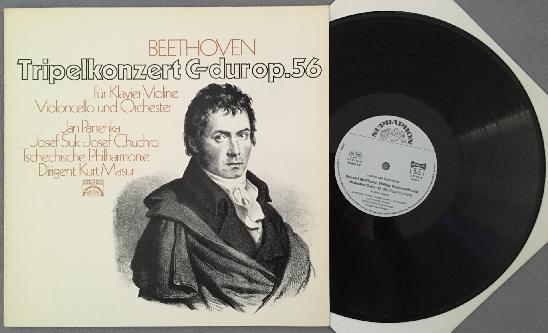 BEETHOVEN
Tripelkonzert C-dur op.56
für Klavier·Violine
Violoncello und Orchester
Jan Panenka
Josef Suk·Josef Chuchro
Tschechische Philharmonie
Dirigent Kurt Masur
STEREO
SUPRAPHON